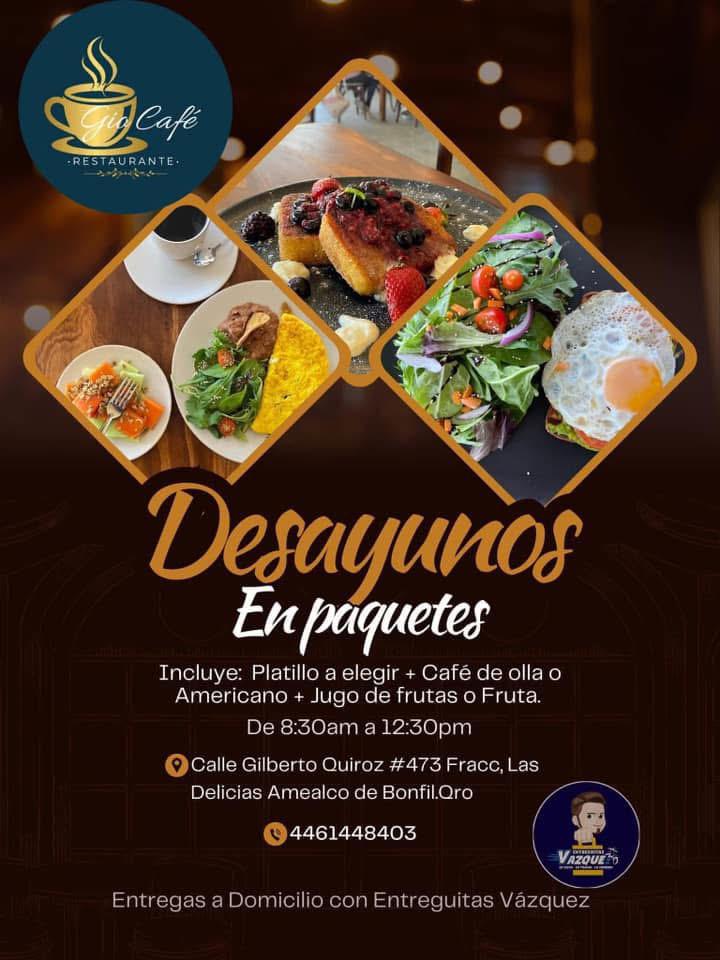 Gio Café
·RESTAURANTE·
Desayunos
En paquetes
Incluye: Platillo a elegir + Café de olla o
Americano + Jugo de frutas o Fruta.
De 8:30am a 12:30pm
Calle Gilberto Quiroz #473 Fracc, Las
Delicias Amealco de Bonfil.Qro
4461448403
ENTREGUITAS
VAZQUEZ
Entregas a Domicilio con Entreguitas Vázquez